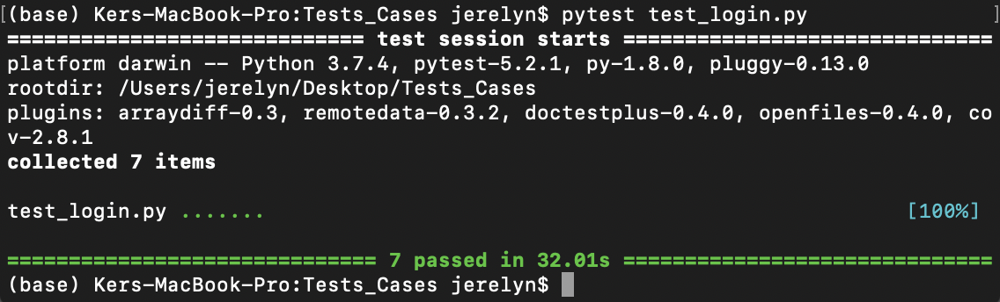 [(base) Kers-MacBook-Pro:Tests_Cases jerelyn$ pytest test_login.py ]
============================= test session starts ==============================
platform darwin -- Python 3.7.4, pytest-5.2.1, py-1.8.0, pluggy-0.13.0
rootdir: /Users/jerelyn/Desktop/Tests_Cases
plugins: arraydiff-0.3, remotedata-0.3.2, doctestplus-0.4.0, openfiles-0.4.0, co
v-2.8.1
collected 7 items
test_login.py ....... [100%]
============================== 7 passed in 32.01s ==============================
(base) Kers-MacBook-Pro:Tests_Cases jerelyn$